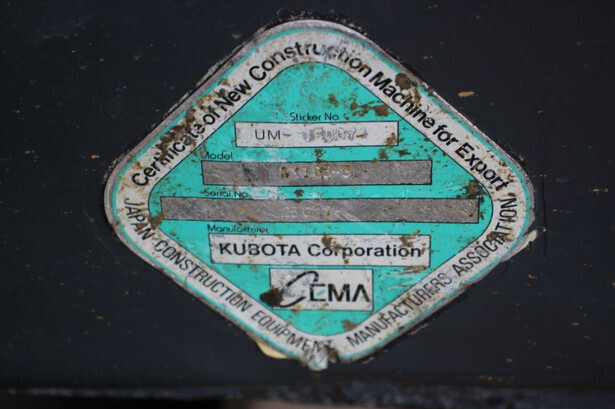 Certificate of New Construction Machine for Export
Sticker No.
UM-
Model
Serial No.
Manufacturer
KUBOTA Corporation
CEMA
JAPAN CONSTRUCTION EQUIPMENT MANUFACTURERS ASSOCIATION